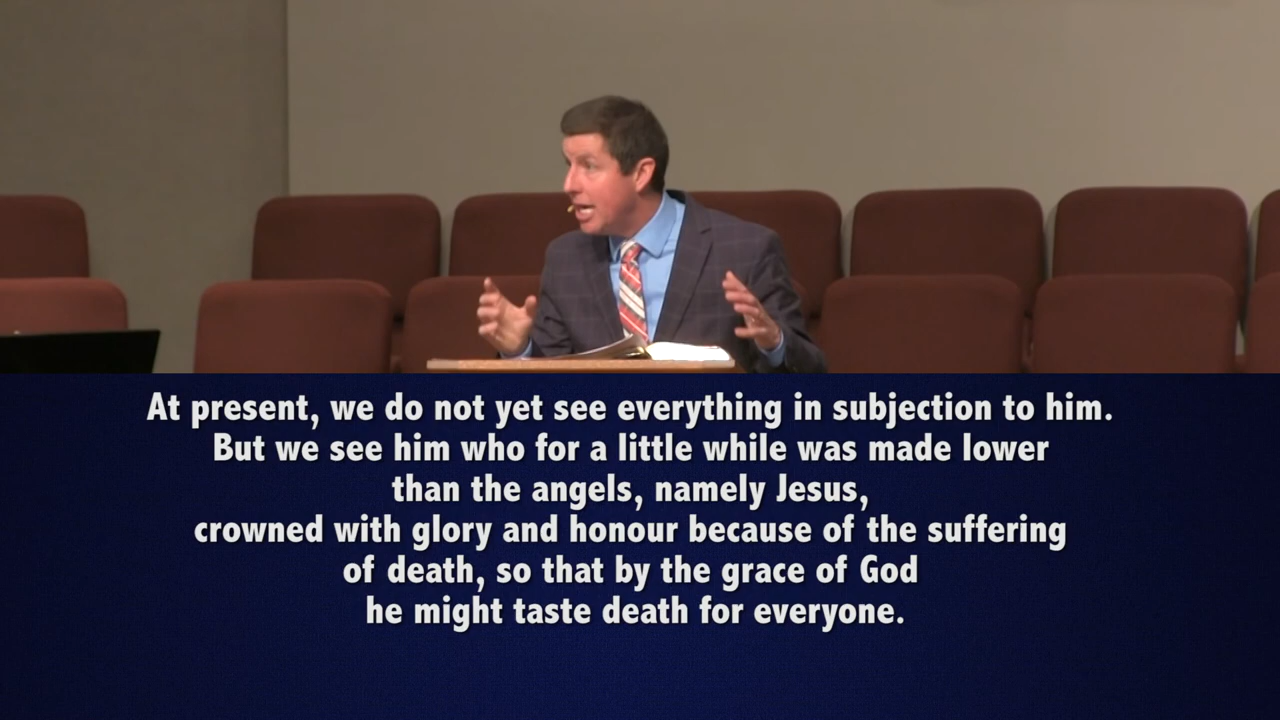 At present, we do not yet see everything in subjection to him.
But we see him who for a little while was made lower
than the angels, namely Jesus,
crowned with glory and honour because of the suffering
of death, so that by the grace of God
he might taste death for everyone.